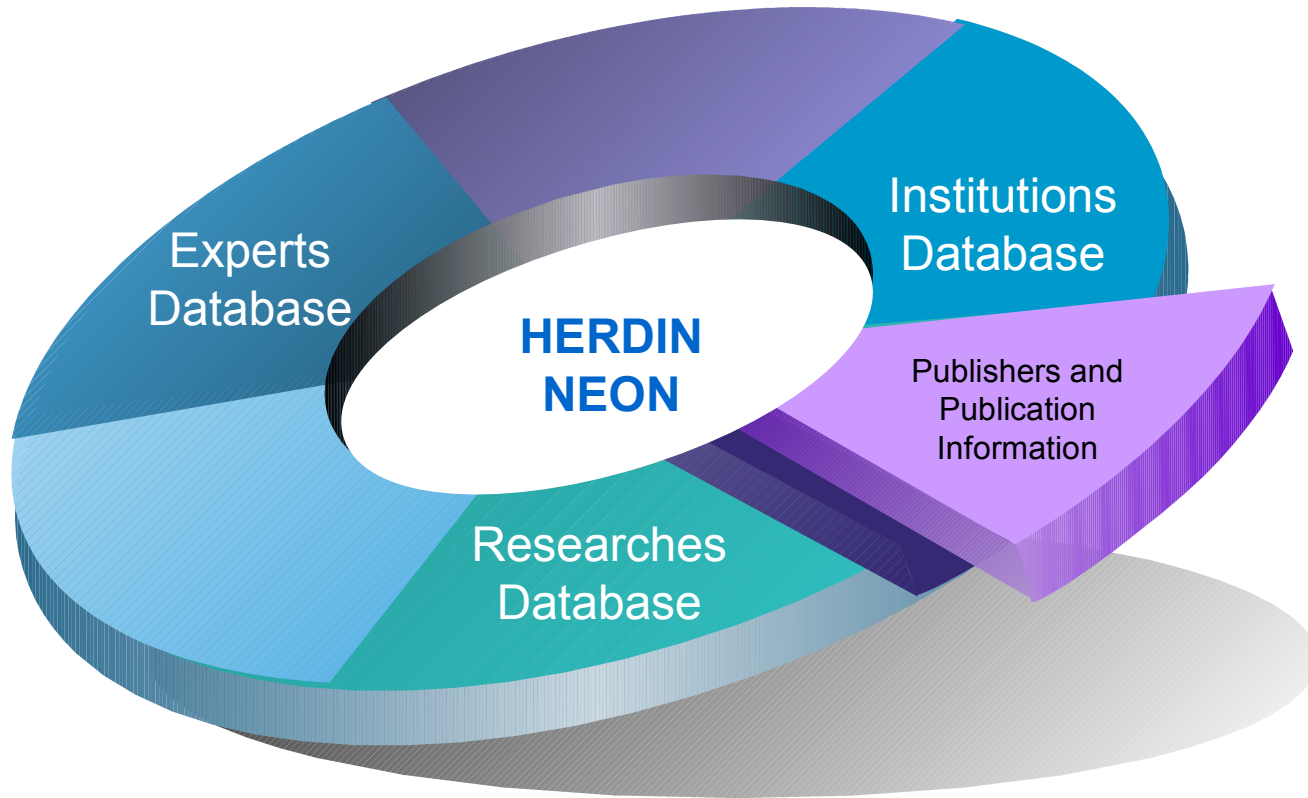 Institutions
Database
Experts
Database
HERDIN
NEON
Publishers and
Publication
Information
Researches
Database